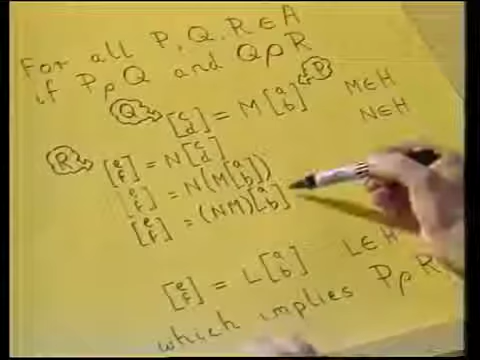 For all P, Q, R ∈ A
if PρQ and QρR
Q [c d] = M [a b] P M∈H
N∈H
R [e f] = N [c d]
[e f] = N(M[a b])
[e f] = (NM)[a b]
[e f] = L [a b] L∈H
which implies PρR